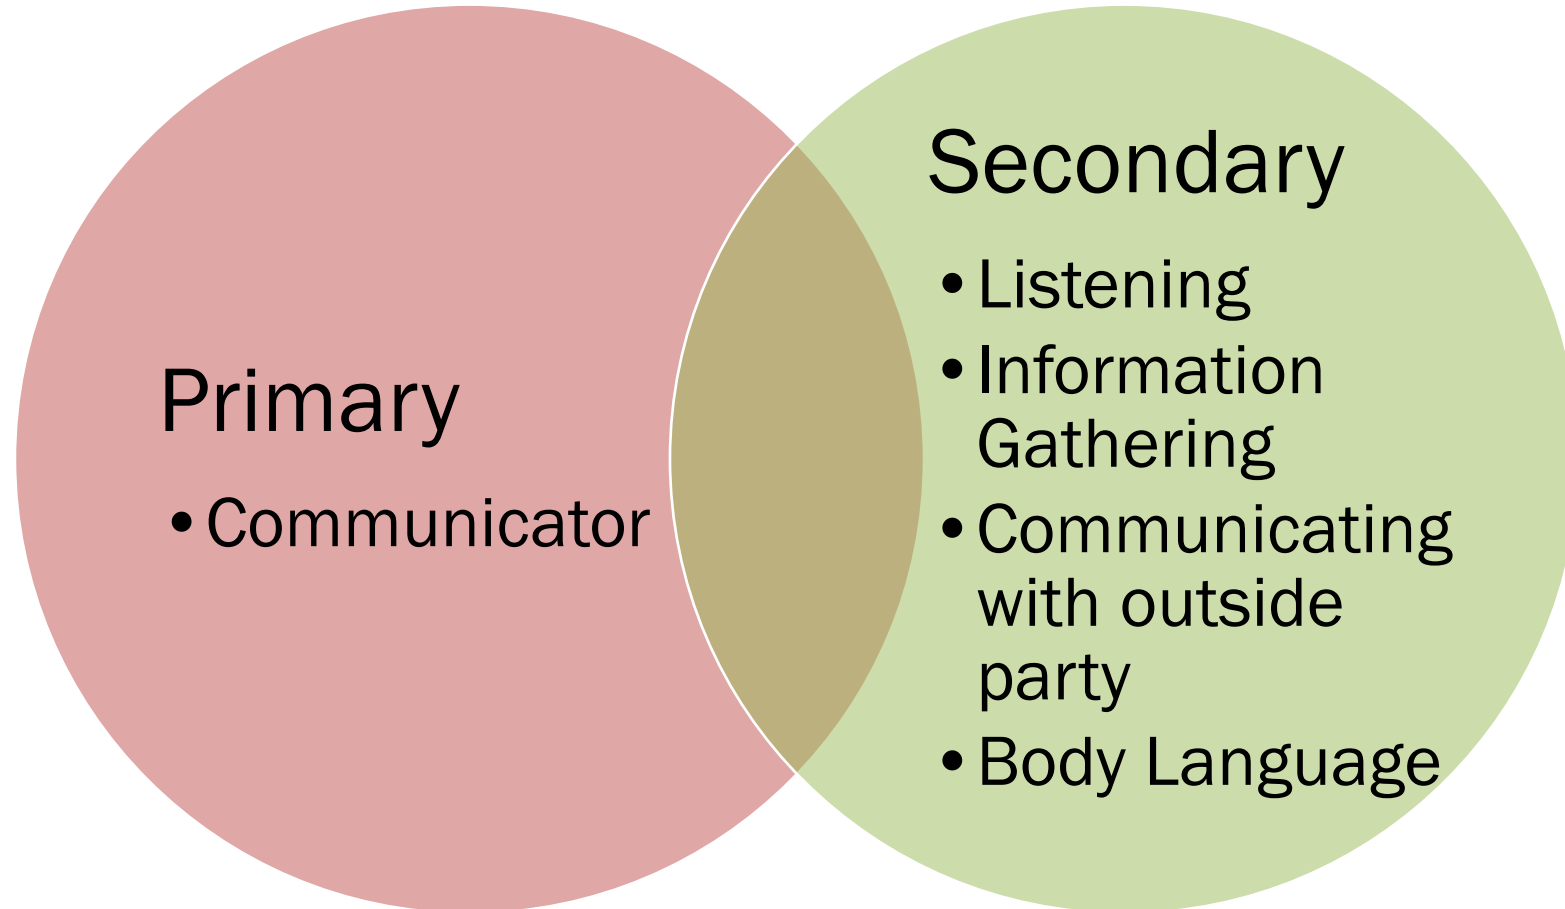 Primary
• Communicator
Secondary
• Listening
• Information
Gathering
• Communicating
with outside
party
• Body Language